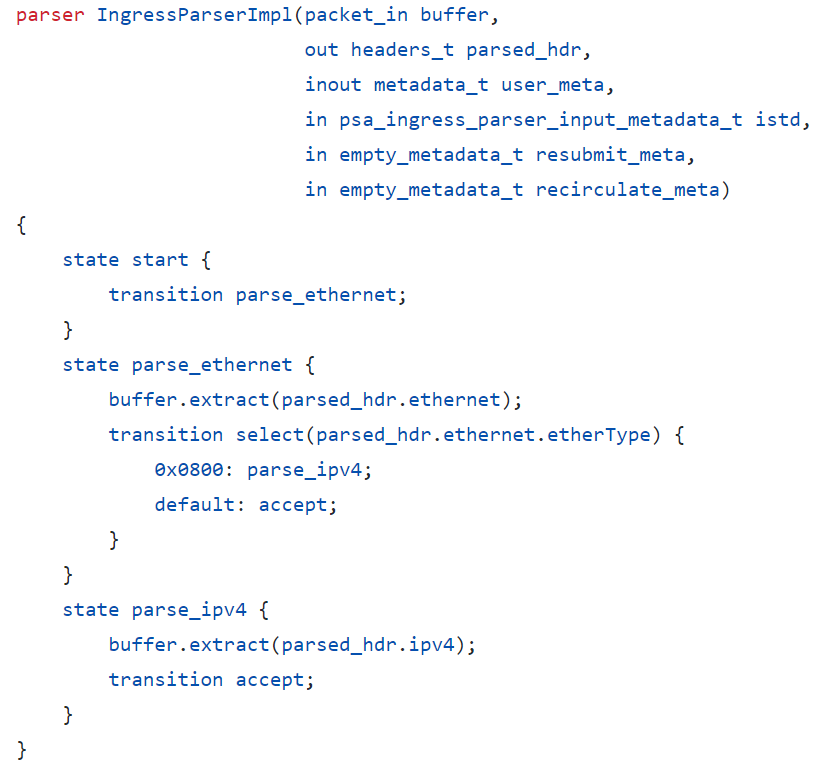 parser IngressParserImpl(packet_in buffer,
                         out headers_t parsed_hdr,
                         inout metadata_t user_meta,
                         in psa_ingress_parser_input_metadata_t istd,
                         in empty_metadata_t resubmit_meta,
                         in empty_metadata_t recirculate_meta)
{
    state start {
        transition parse_ethernet;
    }
    state parse_ethernet {
        buffer.extract(parsed_hdr.ethernet);
        transition select(parsed_hdr.ethernet.etherType) {
            0x0800: parse_ipv4;
            default: accept;
        }
    }
    state parse_ipv4 {
        buffer.extract(parsed_hdr.ipv4);
        transition accept;
    }
}